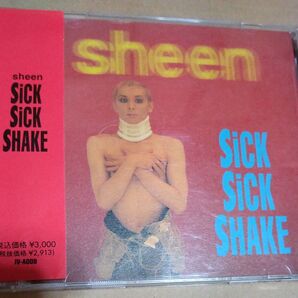 sheen
SiCK
SiCK
SHAKE
税込価格 ¥3,000
税抜価格 ¥2,913)
sheen
SiCK
SiCK
SHAKE